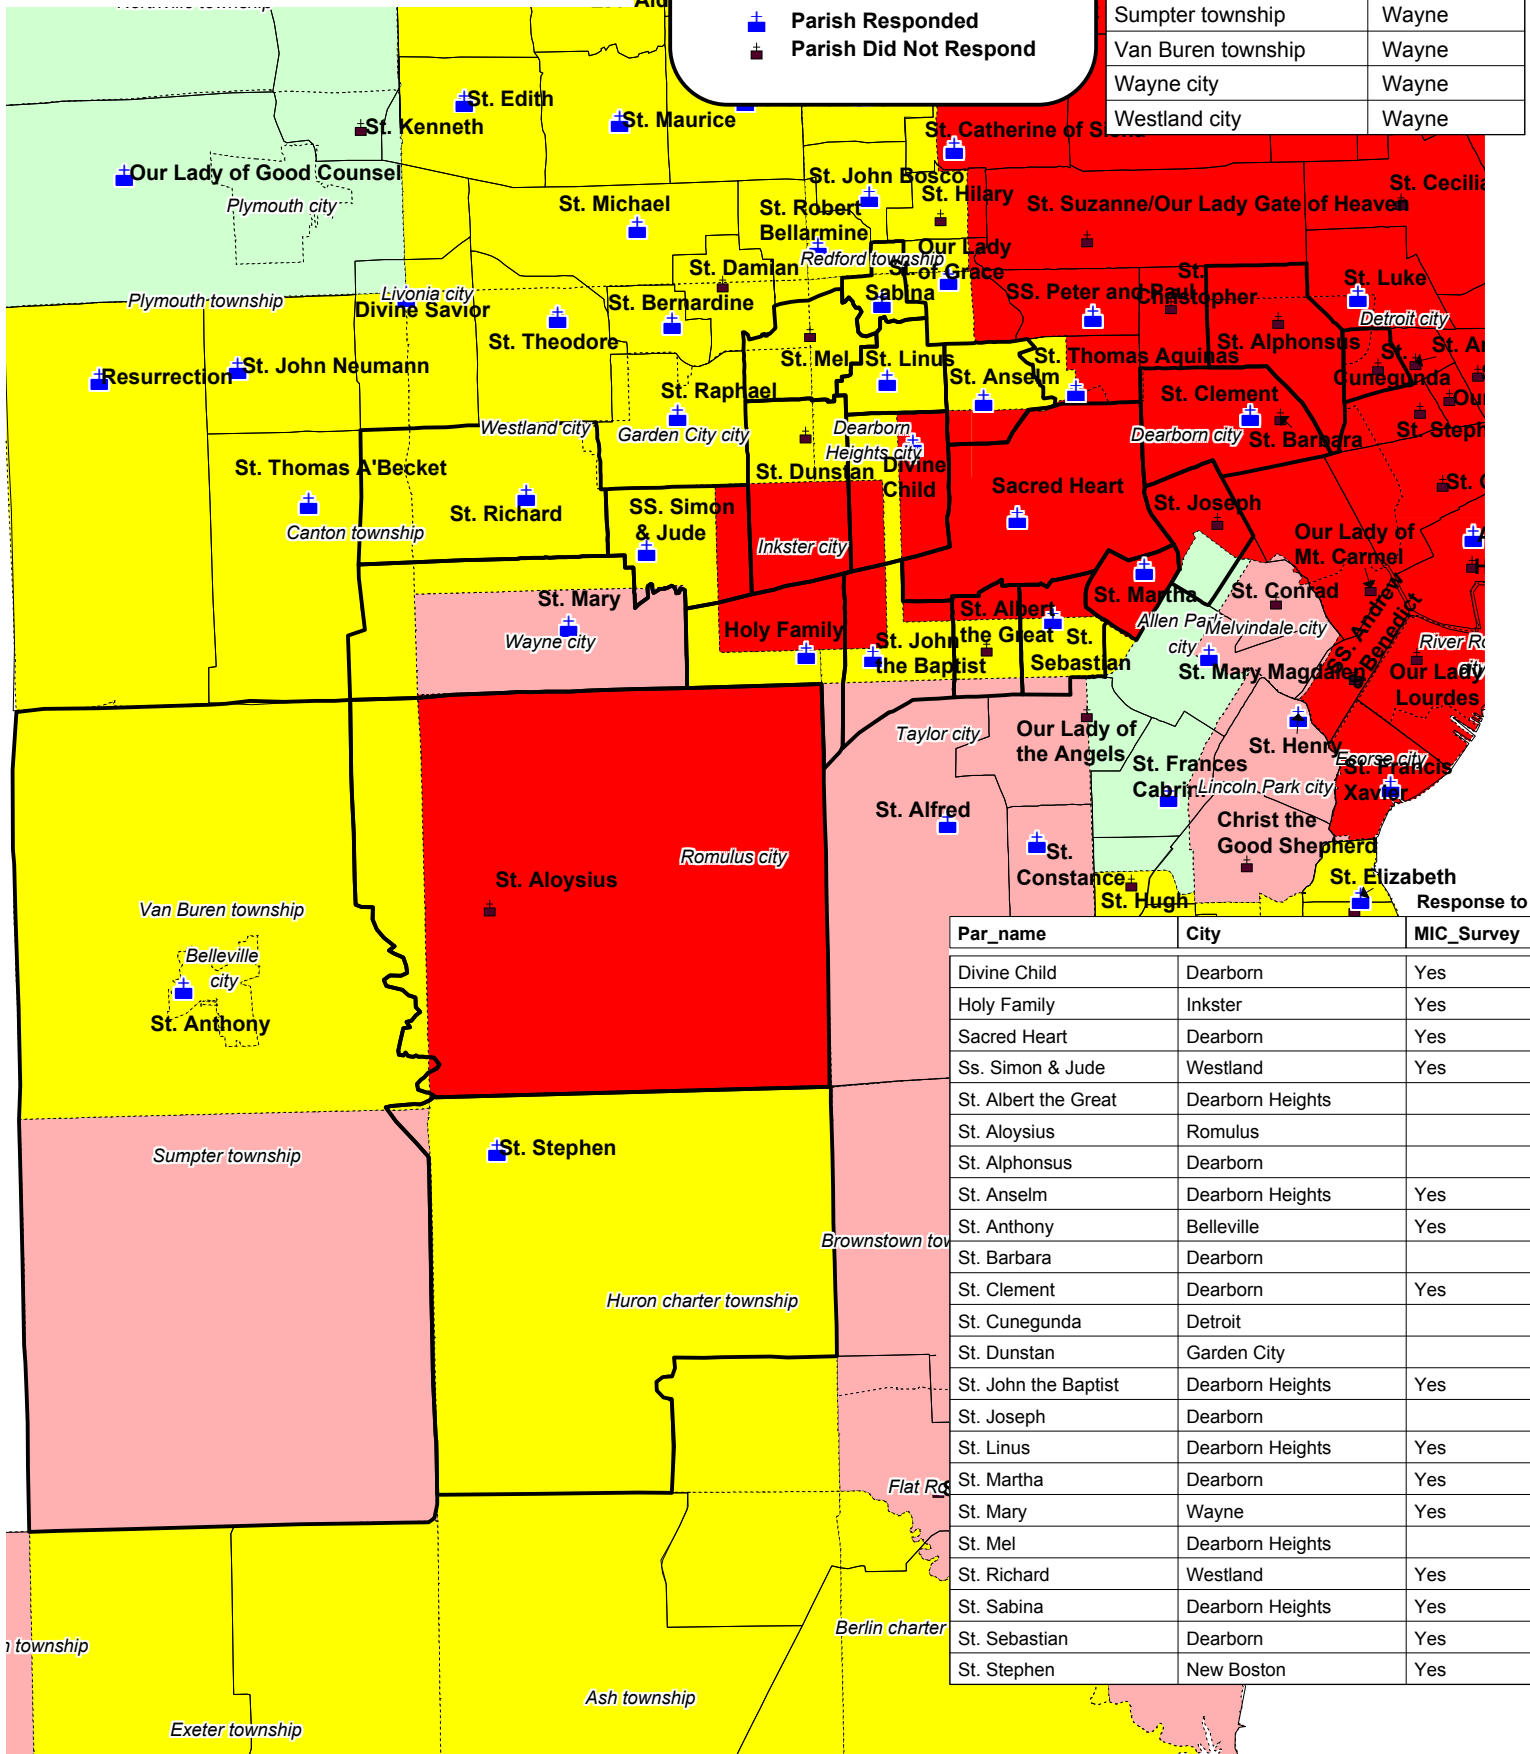 Parish Responded
Parish Did Not Respond
Sumpter township Wayne
Van Buren township Wayne
Wayne city Wayne
Westland city Wayne
St. Edith
St. Kenneth
St. Maurice
St. Catherine of Siena
Our Lady of Good Counsel
Plymouth city
St. Michael
St. John Bosco
St. Robert
Bellarmine
St. Hilary
St. Suzanne/Our Lady Gate of Heaven
St. Cecilia
Our Lady
of Grace
Redford township
St. Damian
St.
Sabina
Plymouth township
Livonia city
Divine Savior
St. Bernardine
St. Theodore
SS. Peter and Paul
St.
Christopher
St. Luke
Detroit city
St. Alphonsus
Resurrection
St. John Neumann
St. Mel
St. Linus
St. Anselm
St. Thomas Aquinas
St.
Cunegunda
St. Raphael
St. Clement
Westland city
Garden City city
Dearborn
Heights city
Dearborn city
St. Barbara
St. Thomas A'Becket
St. Dunstan
Divine
Child
Sacred Heart
St. Richard
SS. Simon
& Jude
St. Joseph
Canton township
Inkster city
Our Lady of
Mt. Carmel
St. Mary
Wayne city
Holy Family
St. John
the Baptist
St. Albert
the Great
St.
Sebastian
St. Martha
St. Conrad
Allen Park
city
Melvindale city
SS. Andrew
& Benedict
St. Mary Magdalen
Our Lady
Lourdes
Taylor city
Our Lady of
the Angels
St. Henry
Ecorse city
St. Frances
Cabrini
Lincoln Park city
St. Francis
Xavier
St. Alfred
Christ the
Good Shepherd
Romulus city
St. Aloysius
St.
Constance
St. Hugh
St. Elizabeth
Van Buren township
Belleville
city
St. Anthony
St. Stephen
Sumpter township
Huron charter township
Ash township
Exeter township
Berlin charter
township
Response to
Par_name City MIC_Survey
Divine Child Dearborn Yes
Holy Family Inkster Yes
Sacred Heart Dearborn Yes
Ss. Simon & Jude Westland Yes
St. Albert the Great Dearborn Heights
St. Aloysius Romulus
St. Alphonsus Dearborn
St. Anselm Dearborn Heights Yes
St. Anthony Belleville Yes
St. Barbara Dearborn
St. Clement Dearborn Yes
St. Cunegunda Detroit
St. Dunstan Garden City
St. John the Baptist Dearborn Heights Yes
St. Joseph Dearborn
St. Linus Dearborn Heights Yes
St. Martha Dearborn Yes
St. Mary Wayne Yes
St. Mel Dearborn Heights
St. Richard Westland Yes
St. Sabina Dearborn Heights Yes
St. Sebastian Dearborn Yes
St. Stephen New Boston Yes